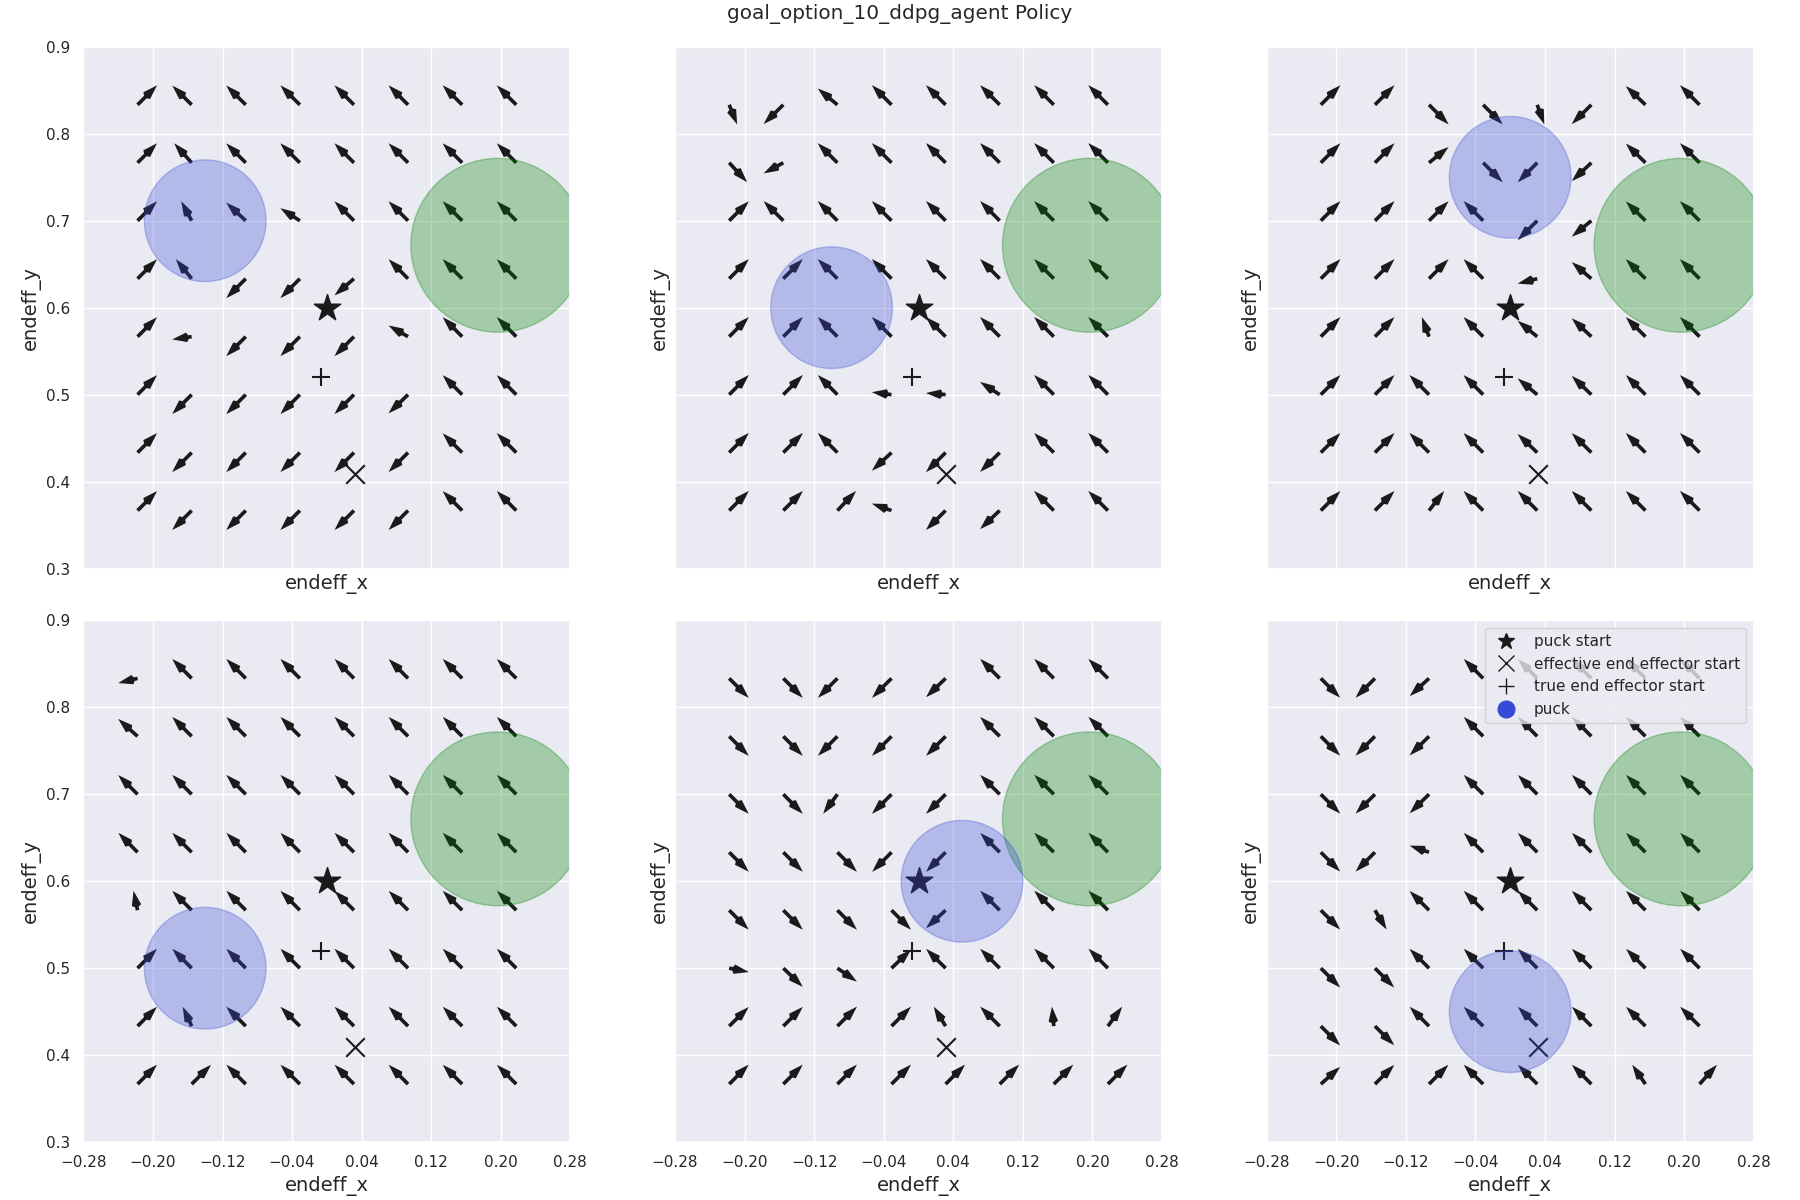 goal_option_10_ddpg_agent Policy
0.9
0.8
0.7
0.6
0.5
0.4
0.3
endeff_y
endeff_x
endeff_y
endeff_x
endeff_y
endeff_x
0.9
0.8
0.7
0.6
0.5
0.4
0.3
endeff_y
−0.28 −0.20 −0.12 −0.04 0.04 0.12 0.20 0.28
endeff_x
endeff_y
−0.28 −0.20 −0.12 −0.04 0.04 0.12 0.20 0.28
endeff_x
puck start
effective end effector start
true end effector start
puck
endeff_y
−0.28 −0.20 −0.12 −0.04 0.04 0.12 0.20 0.28
endeff_x